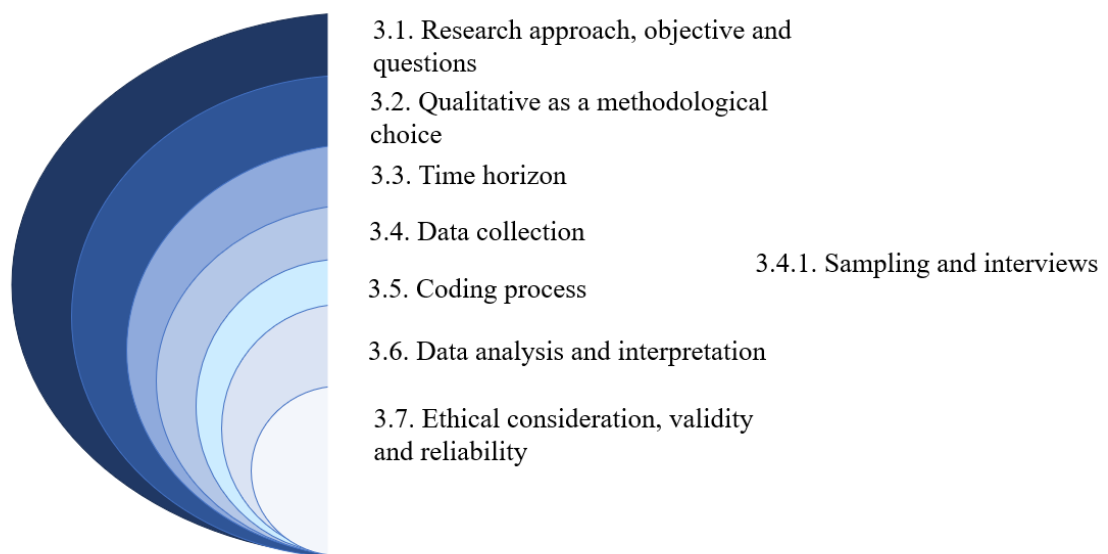 3.1. Research approach, objective and
questions
3.2. Qualitative as a methodological
choice
3.3. Time horizon
3.4. Data collection
3.4.1. Sampling and interviews
3.5. Coding process
3.6. Data analysis and interpretation
3.7. Ethical consideration, validity
and reliability